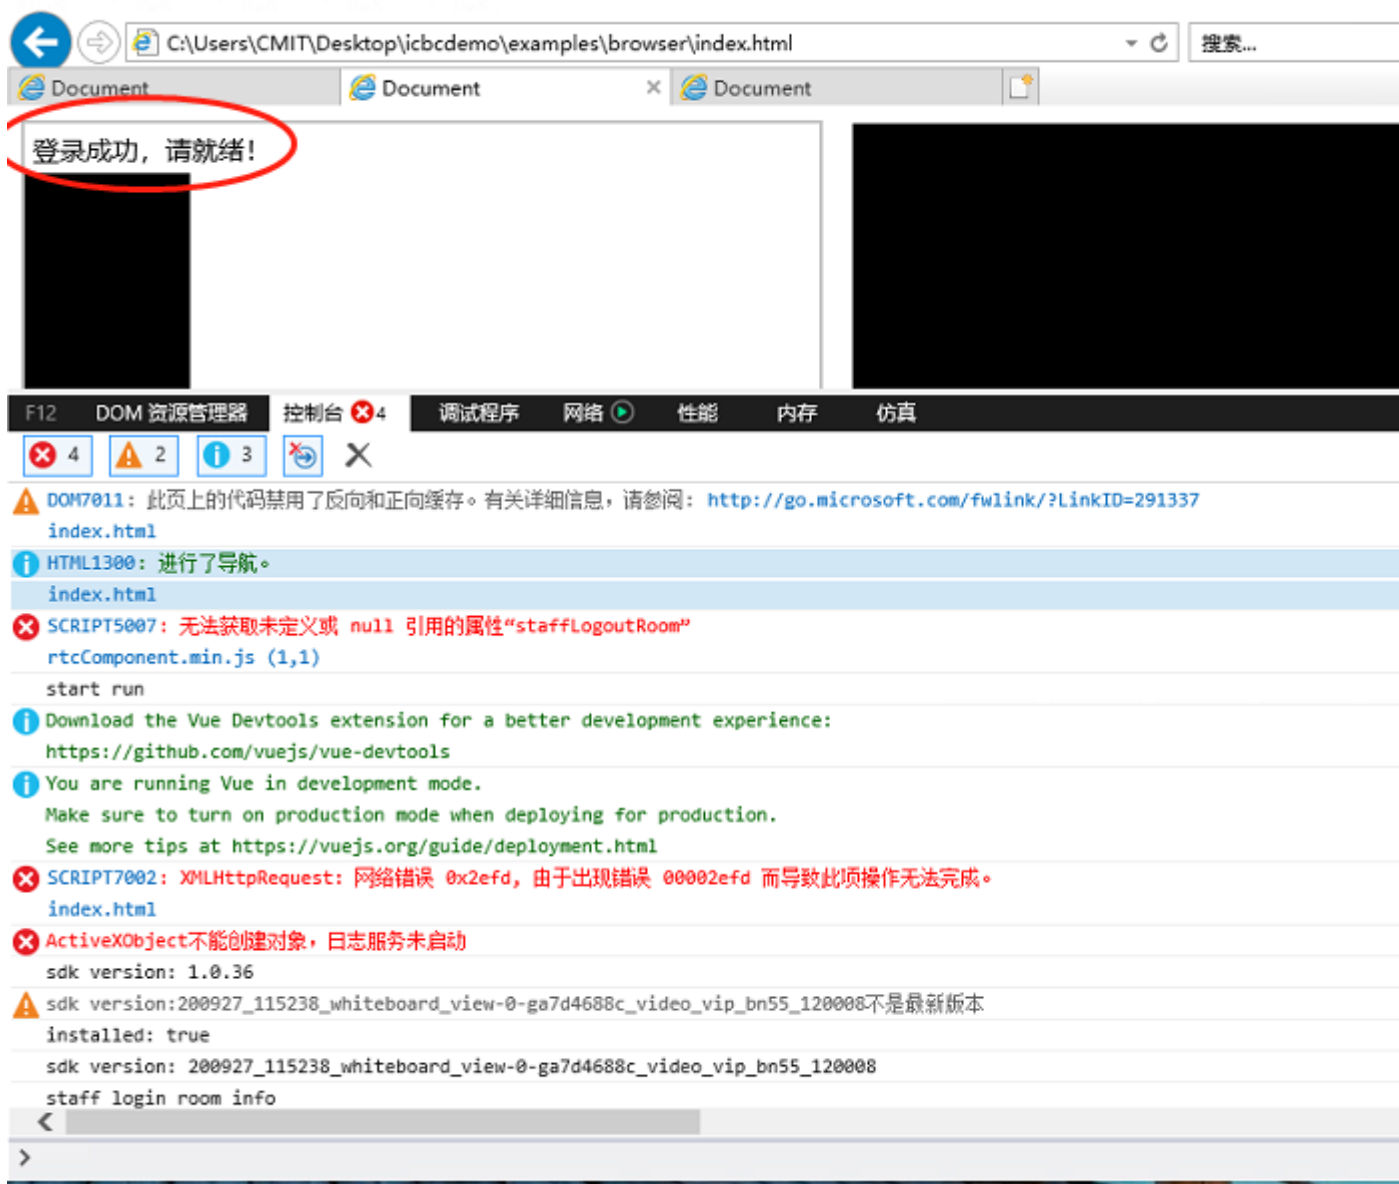 C:\Users\CMIT\Desktop\icbcdemo\examples\browser\index.html
搜索...
Document
Document
Document
登录成功，请就绪！
F12 DOM 资源管理器 控制台 4 调试程序 网络 性能 内存 仿真
4 2 3
DOM7011: 此页上的代码禁用了反向和正向缓存。有关详细信息，请参阅: http://go.microsoft.com/fwlink/?LinkID=291337
index.html
HTML1300: 进行了导航。
index.html
SCRIPT5007: 无法获取未定义或 null 引用的属性“staffLogoutRoom”
rtcComponent.min.js (1,1)
start run
Download the Vue Devtools extension for a better development experience:
https://github.com/vuejs/vue-devtools
You are running Vue in development mode.
Make sure to turn on production mode when deploying for production.
See more tips at https://vuejs.org/guide/deployment.html
SCRIPT7002: XMLHttpRequest: 网络错误 0x2efd, 由于出现错误 00002efd 而导致此项操作无法完成。
index.html
ActiveXObject不能创建对象，日志服务未启动
sdk version: 1.0.36
sdk version:200927_115238_whiteboard_view-0-ga7d4688c_video_vip_bn55_120008不是最新版本
installed: true
sdk version: 200927_115238_whiteboard_view-0-ga7d4688c_video_vip_bn55_120008
staff login room info